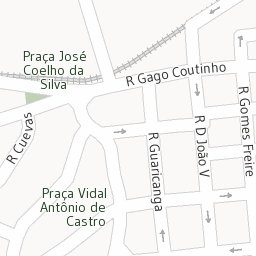 Praça José
Coelho da
Silva
R Gago Coutinho
R Gomes Freire
R D João V
R Guaricanga
R Cuevas
Praça Vidal
Antônio de
Castro